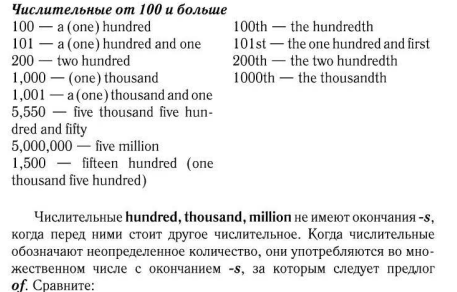 Числительные от 100 и больше
100 — a (one) hundred
101 — a (one) hundred and one
200 — two hundred
1,000 — (one) thousand
1,001 — a (one) thousand and one
5,550 — five thousand five hun-
dred and fifty
5,000,000 — five million
1,500 — fifteen hundred (one
thousand five hundred)
100th — the hundredth
101st — the one hundred and first
200th — the two hundredth
1000th — the thousandth
Числительные hundred, thousand, million не имеют окончания -s,
когда перед ними стоит другое числительное. Когда числительные
обозначают неопределенное количество, они употребляются во мно-
жественном числе с окончанием -s, за которым следует предлог
of. Сравните: